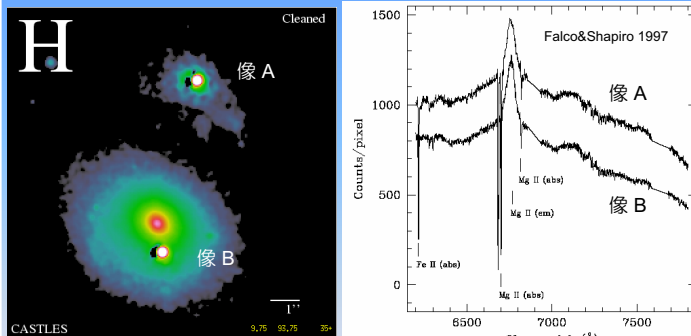 H
Cleaned
像 A
像 B
1''
CASTLES
9.75 93.75 35+
Falco&Shapiro 1997
1500
1000
500
0
Counts/pixel
像 A
像 B
Mg II (abs)
Mg II (em)
Fe II (abs)
Mg II (abs)
6500 7000 7500